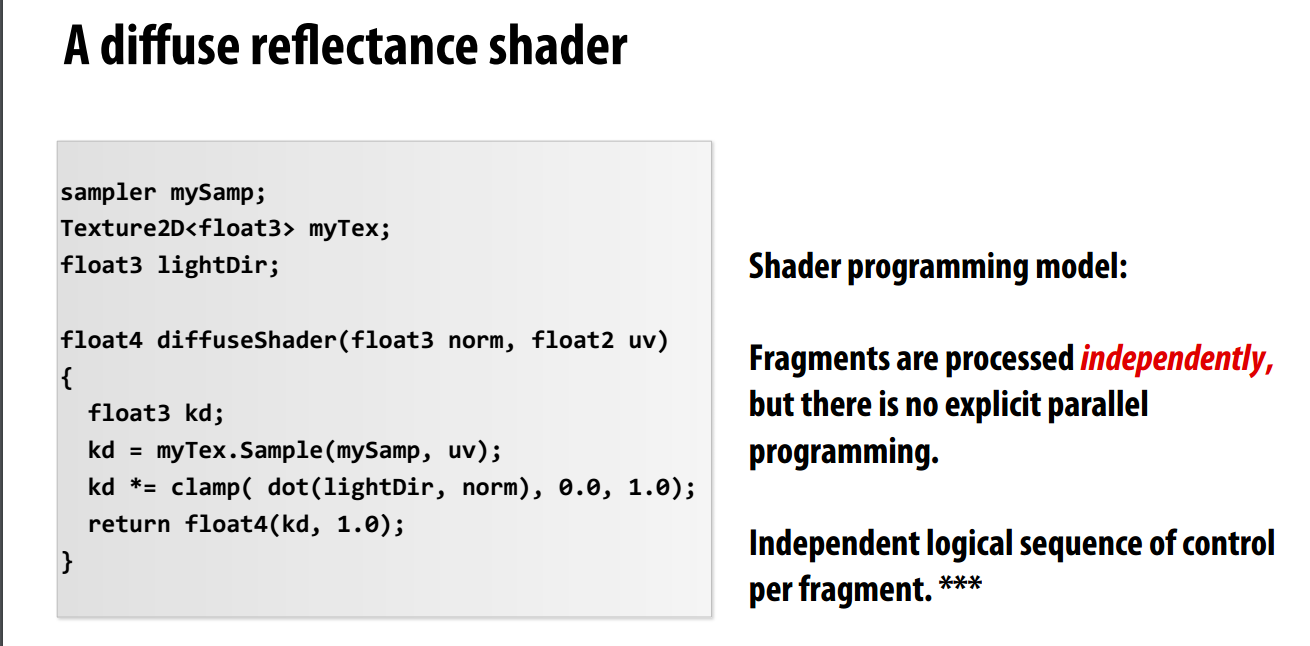 A diffuse reflectance shader
sampler mySamp;
Texture2D<float3> myTex;
float3 lightDir;
float4 diffuseShader(float3 norm, float2 uv)
{
  float3 kd;
  kd = myTex.Sample(mySamp, uv);
  kd *= clamp( dot(lightDir, norm), 0.0, 1.0);
  return float4(kd, 1.0);
}
Shader programming model:
Fragments are processed independently,
but there is no explicit parallel
programming.
Independent logical sequence of control
per fragment. ***